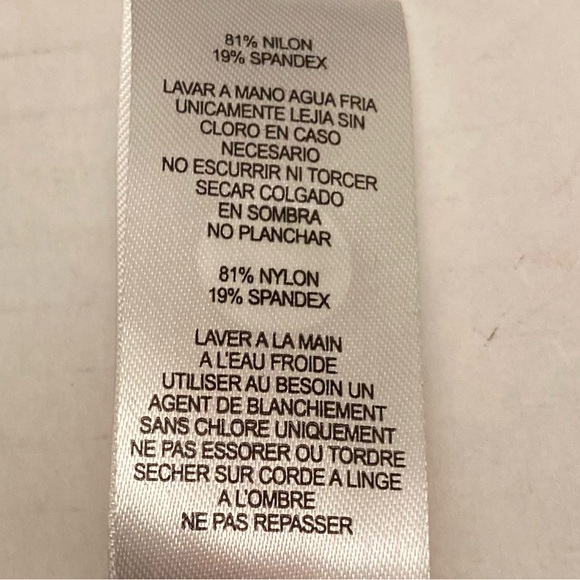 81% NILON
19% SPANDEX
LAVAR A MANO AGUA FRIA
UNICAMENTE LEJIA SIN
CLORO EN CASO
NECESARIO
NO ESCURRIR NI TORCER
SECAR COLGADO
EN SOMBRA
NO PLANCHAR
81% NYLON
19% SPANDEX
LAVER A LA MAIN
A L'EAU FROIDE
UTILISER AU BESOIN UN
AGENT DE BLANCHIEMENT
SANS CHLORE UNIQUEMENT
NE PAS ESSORER OU TORDRE
SECHER SUR CORDE A LINGE
A L'OMBRE
NE PAS REPASSER